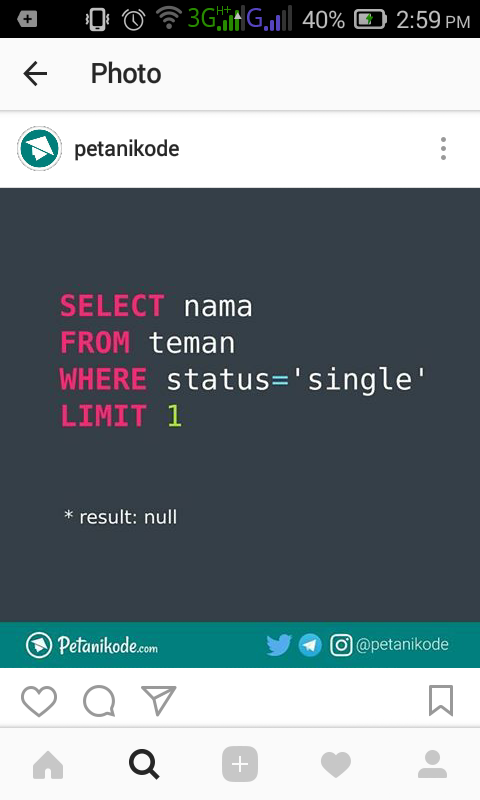 3G H+ G 40% 2:59 PM
Photo
petanikode
SELECT nama
FROM teman
WHERE status='single'
LIMIT 1
* result: null
Petanikode.com @petanikode